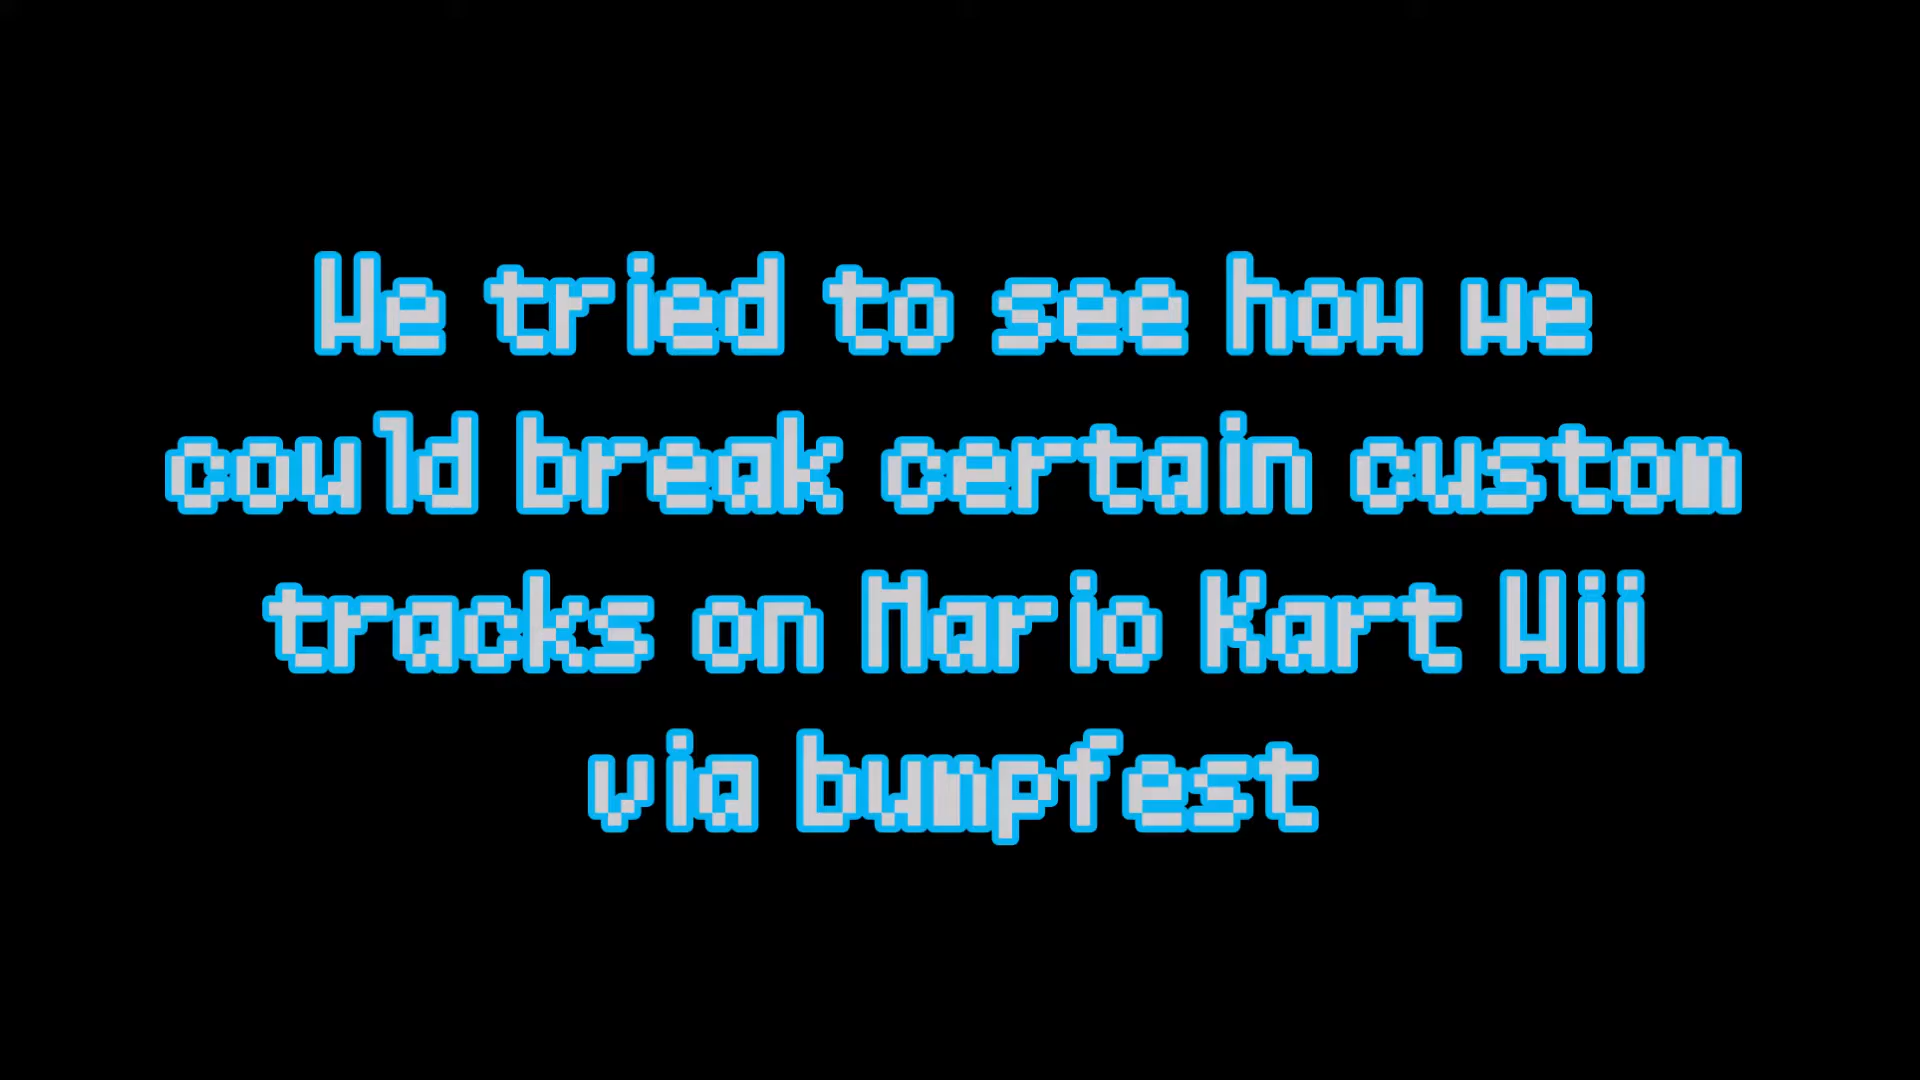 We tried to see how we
could break certain custom
tracks on Mario Kart Wii
via bumpfest